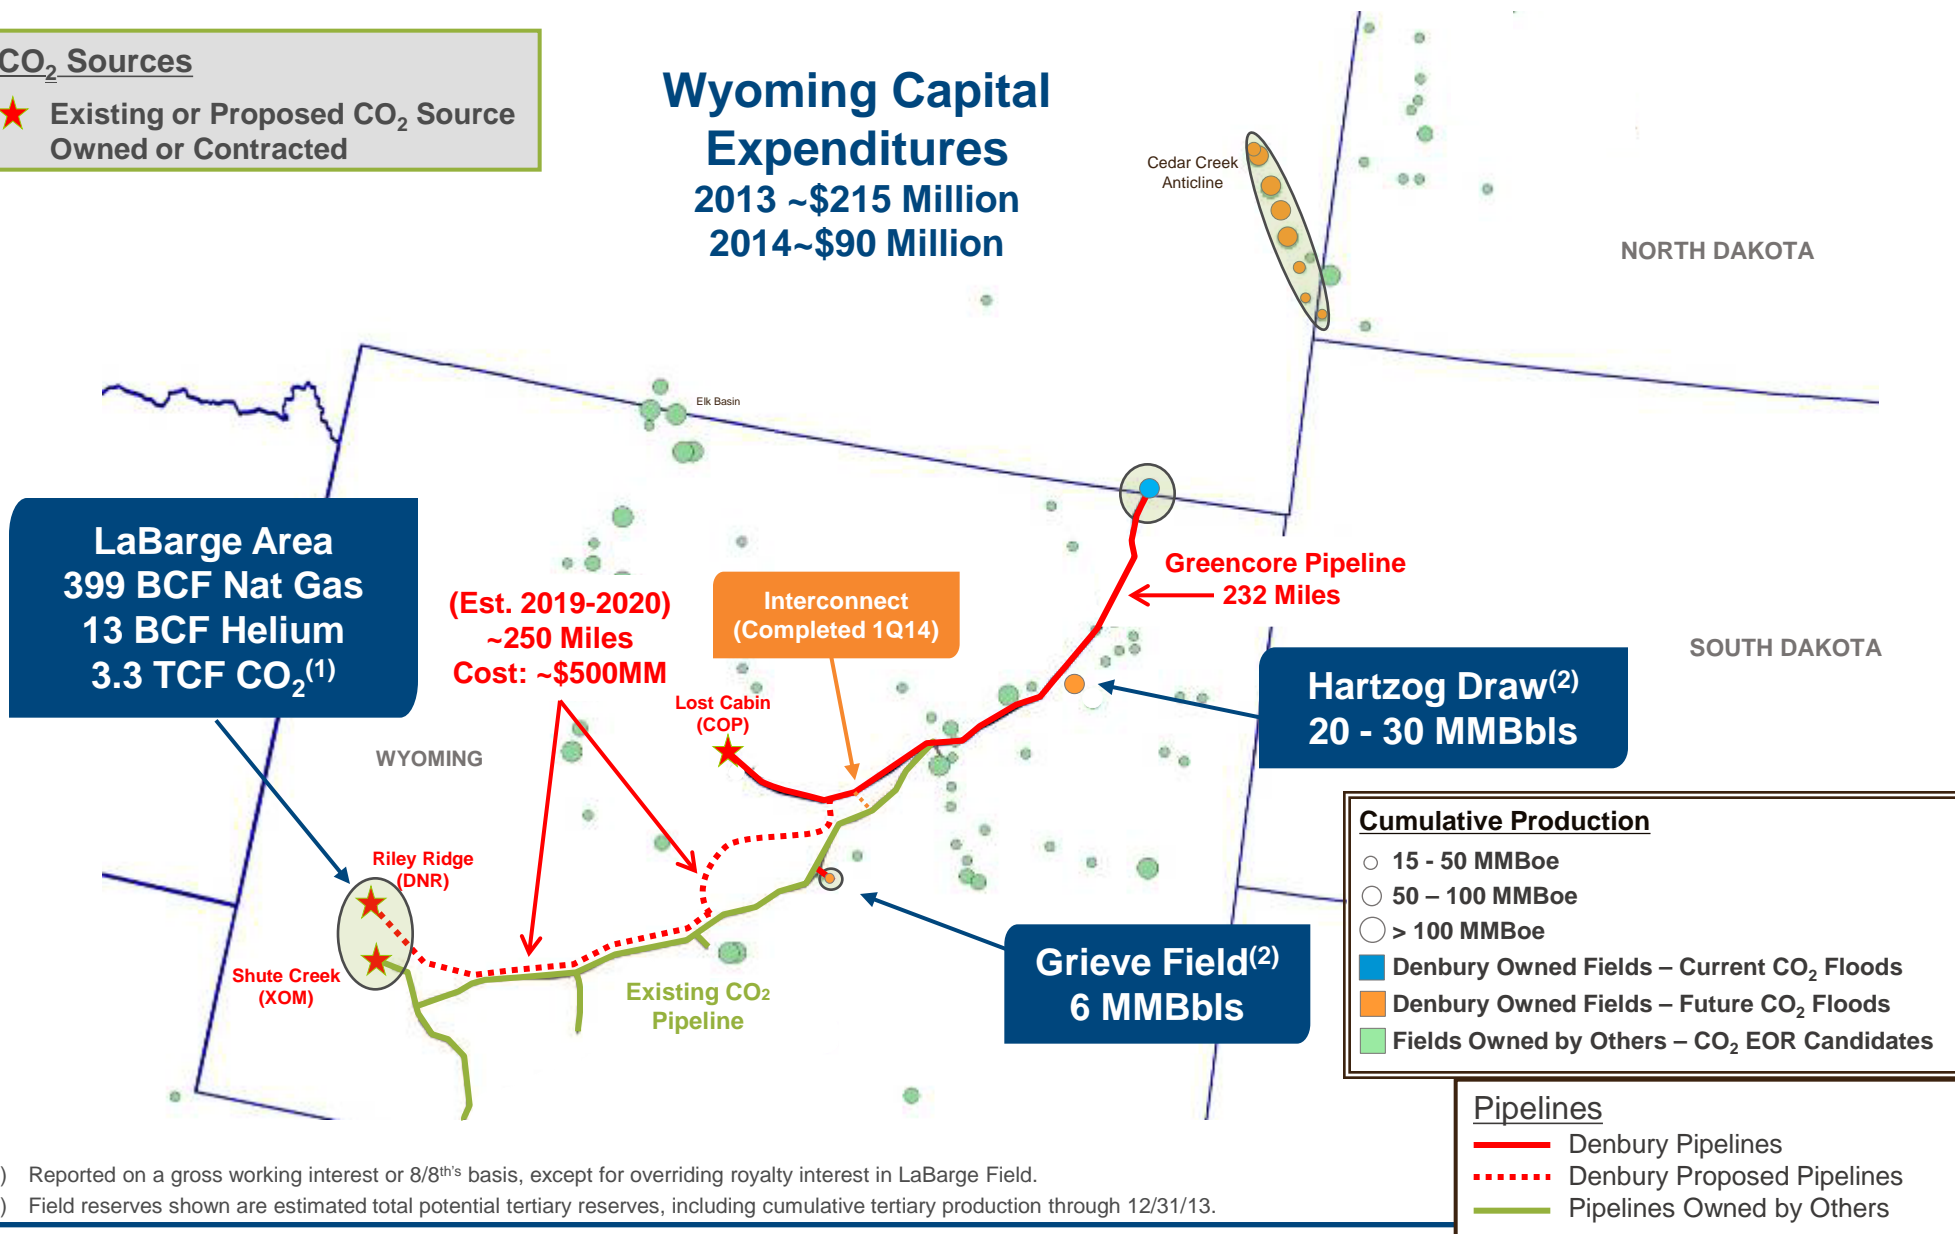 CO2 Sources
Existing or Proposed CO2 Source
Owned or Contracted
Wyoming Capital
Expenditures
2013 ~$215 Million
2014~$90 Million
Cedar Creek
Anticline
NORTH DAKOTA
Elk Basin
LaBarge Area
399 BCF Nat Gas
13 BCF Helium
3.3 TCF CO2(1)
(Est. 2019-2020)
~250 Miles
Cost: ~$500MM
Interconnect
(Completed 1Q14)
Greencore Pipeline
232 Miles
SOUTH DAKOTA
Hartzog Draw(2)
20 - 30 MMBbls
Lost Cabin
(COP)
WYOMING
Riley Ridge
(DNR)
Shute Creek
(XOM)
Existing CO2
Pipeline
Grieve Field(2)
6 MMBbls
Cumulative Production
15 - 50 MMBoe
50 – 100 MMBoe
> 100 MMBoe
Denbury Owned Fields – Current CO2 Floods
Denbury Owned Fields – Future CO2 Floods
Fields Owned by Others – CO2 EOR Candidates
Pipelines
Denbury Pipelines
Denbury Proposed Pipelines
Pipelines Owned by Others
) Reported on a gross working interest or 8/8th's basis, except for overriding royalty interest in LaBarge Field.
) Field reserves shown are estimated total potential tertiary reserves, including cumulative tertiary production through 12/31/13.